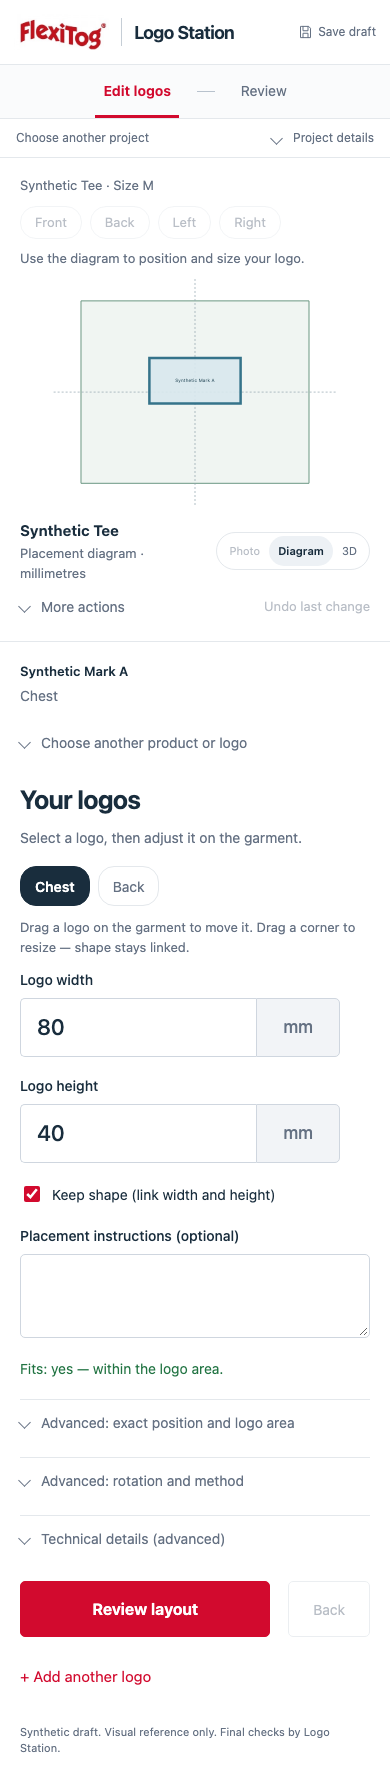 FlexiTog
Logo Station
Save draft
Edit logos
Review
Choose another project
Project details
Synthetic Tee · Size M
Front
Back
Left
Right
Use the diagram to position and size your logo.
Synthetic Mark A
Synthetic Tee
Placement diagram ·
millimetres
Photo
Diagram
3D
More actions
Undo last change
Synthetic Mark A
Chest
Choose another product or logo
Your logos
Select a logo, then adjust it on the garment.
Chest
Back
Drag a logo on the garment to move it. Drag a corner to
resize — shape stays linked.
Logo width
80
mm
Logo height
40
mm
Keep shape (link width and height)
Placement instructions (optional)
Fits: yes — within the logo area.
Advanced: exact position and logo area
Advanced: rotation and method
Technical details (advanced)
Review layout
Back
+ Add another logo
Synthetic draft. Visual reference only. Final checks by Logo
Station.